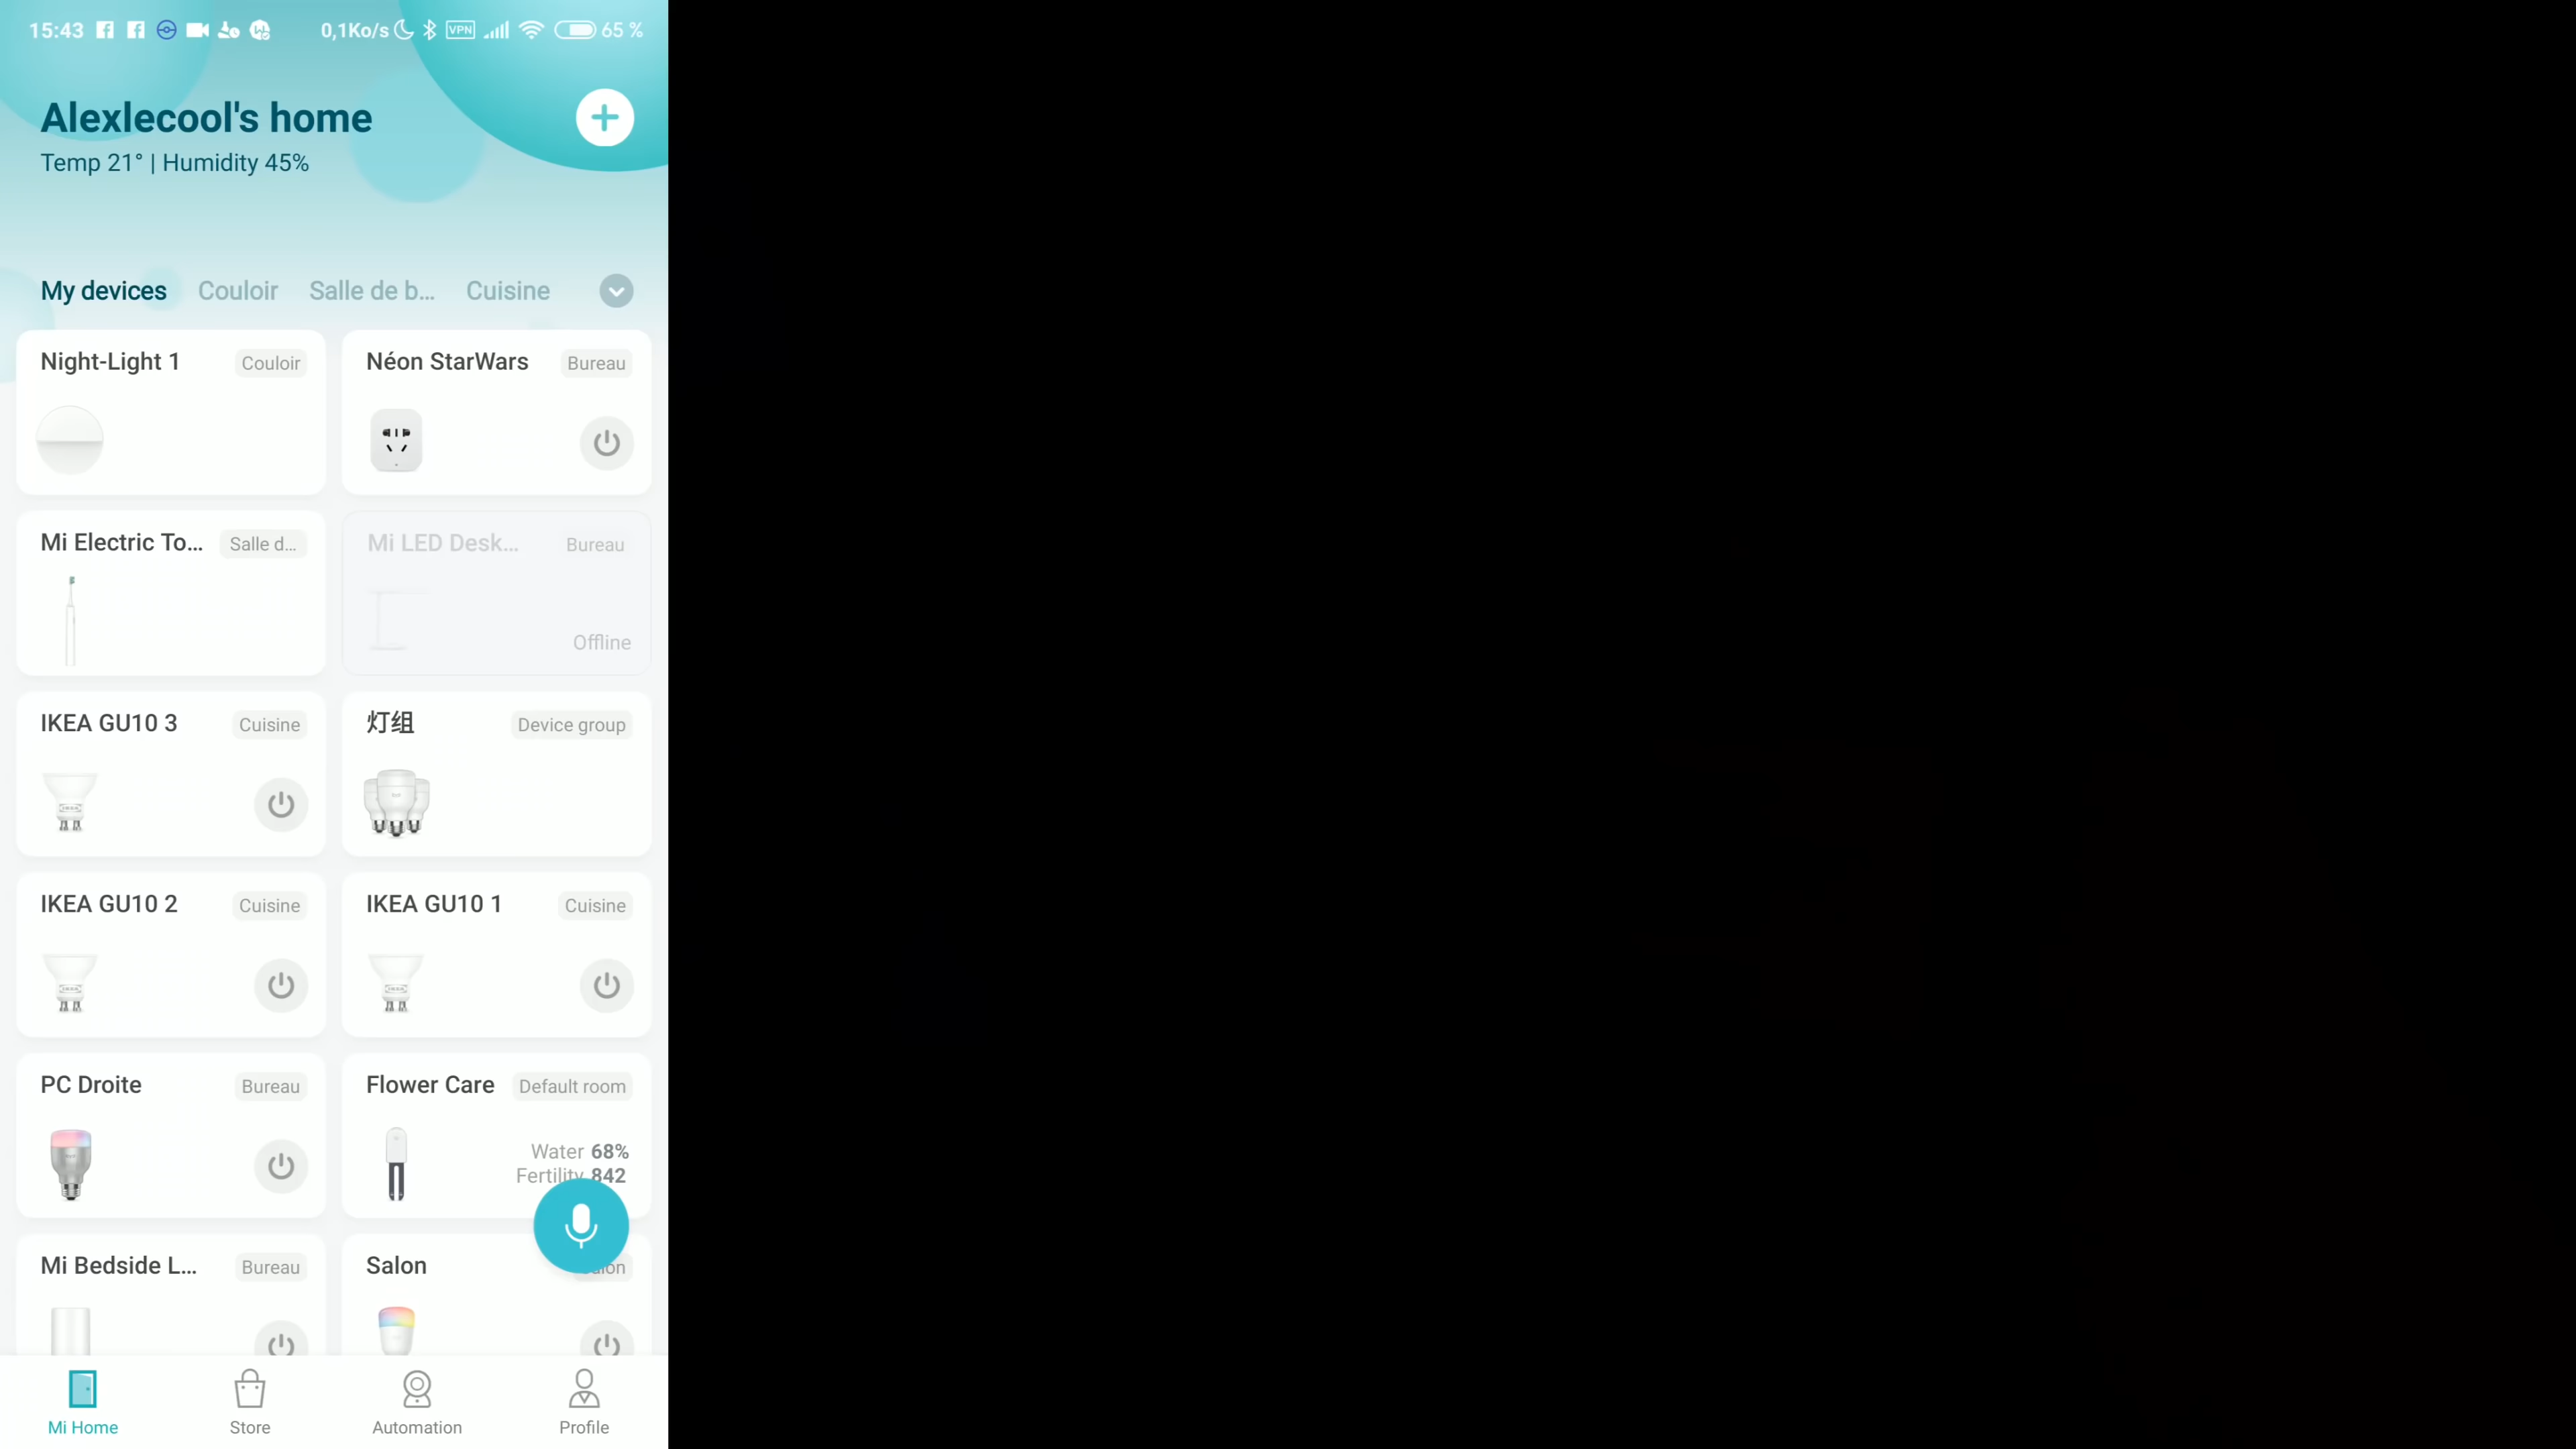 15:43 0,1Ko/s VPN 65 %
Alexlecool's home
Temp 21° | Humidity 45%
My devices Couloir Salle de b... Cuisine
Night-Light 1 Couloir
Néon StarWars Bureau
Mi Electric To... Salle d...
Mi LED Desk... Bureau
Offline
IKEA GU10 3 Cuisine
灯组 Device group
IKEA GU10 2 Cuisine
IKEA GU10 1 Cuisine
PC Droite Bureau
Flower Care Default room
Water 68%
Fertility 842
Mi Bedside L... Bureau
Salon
Mi Home Store Automation Profile